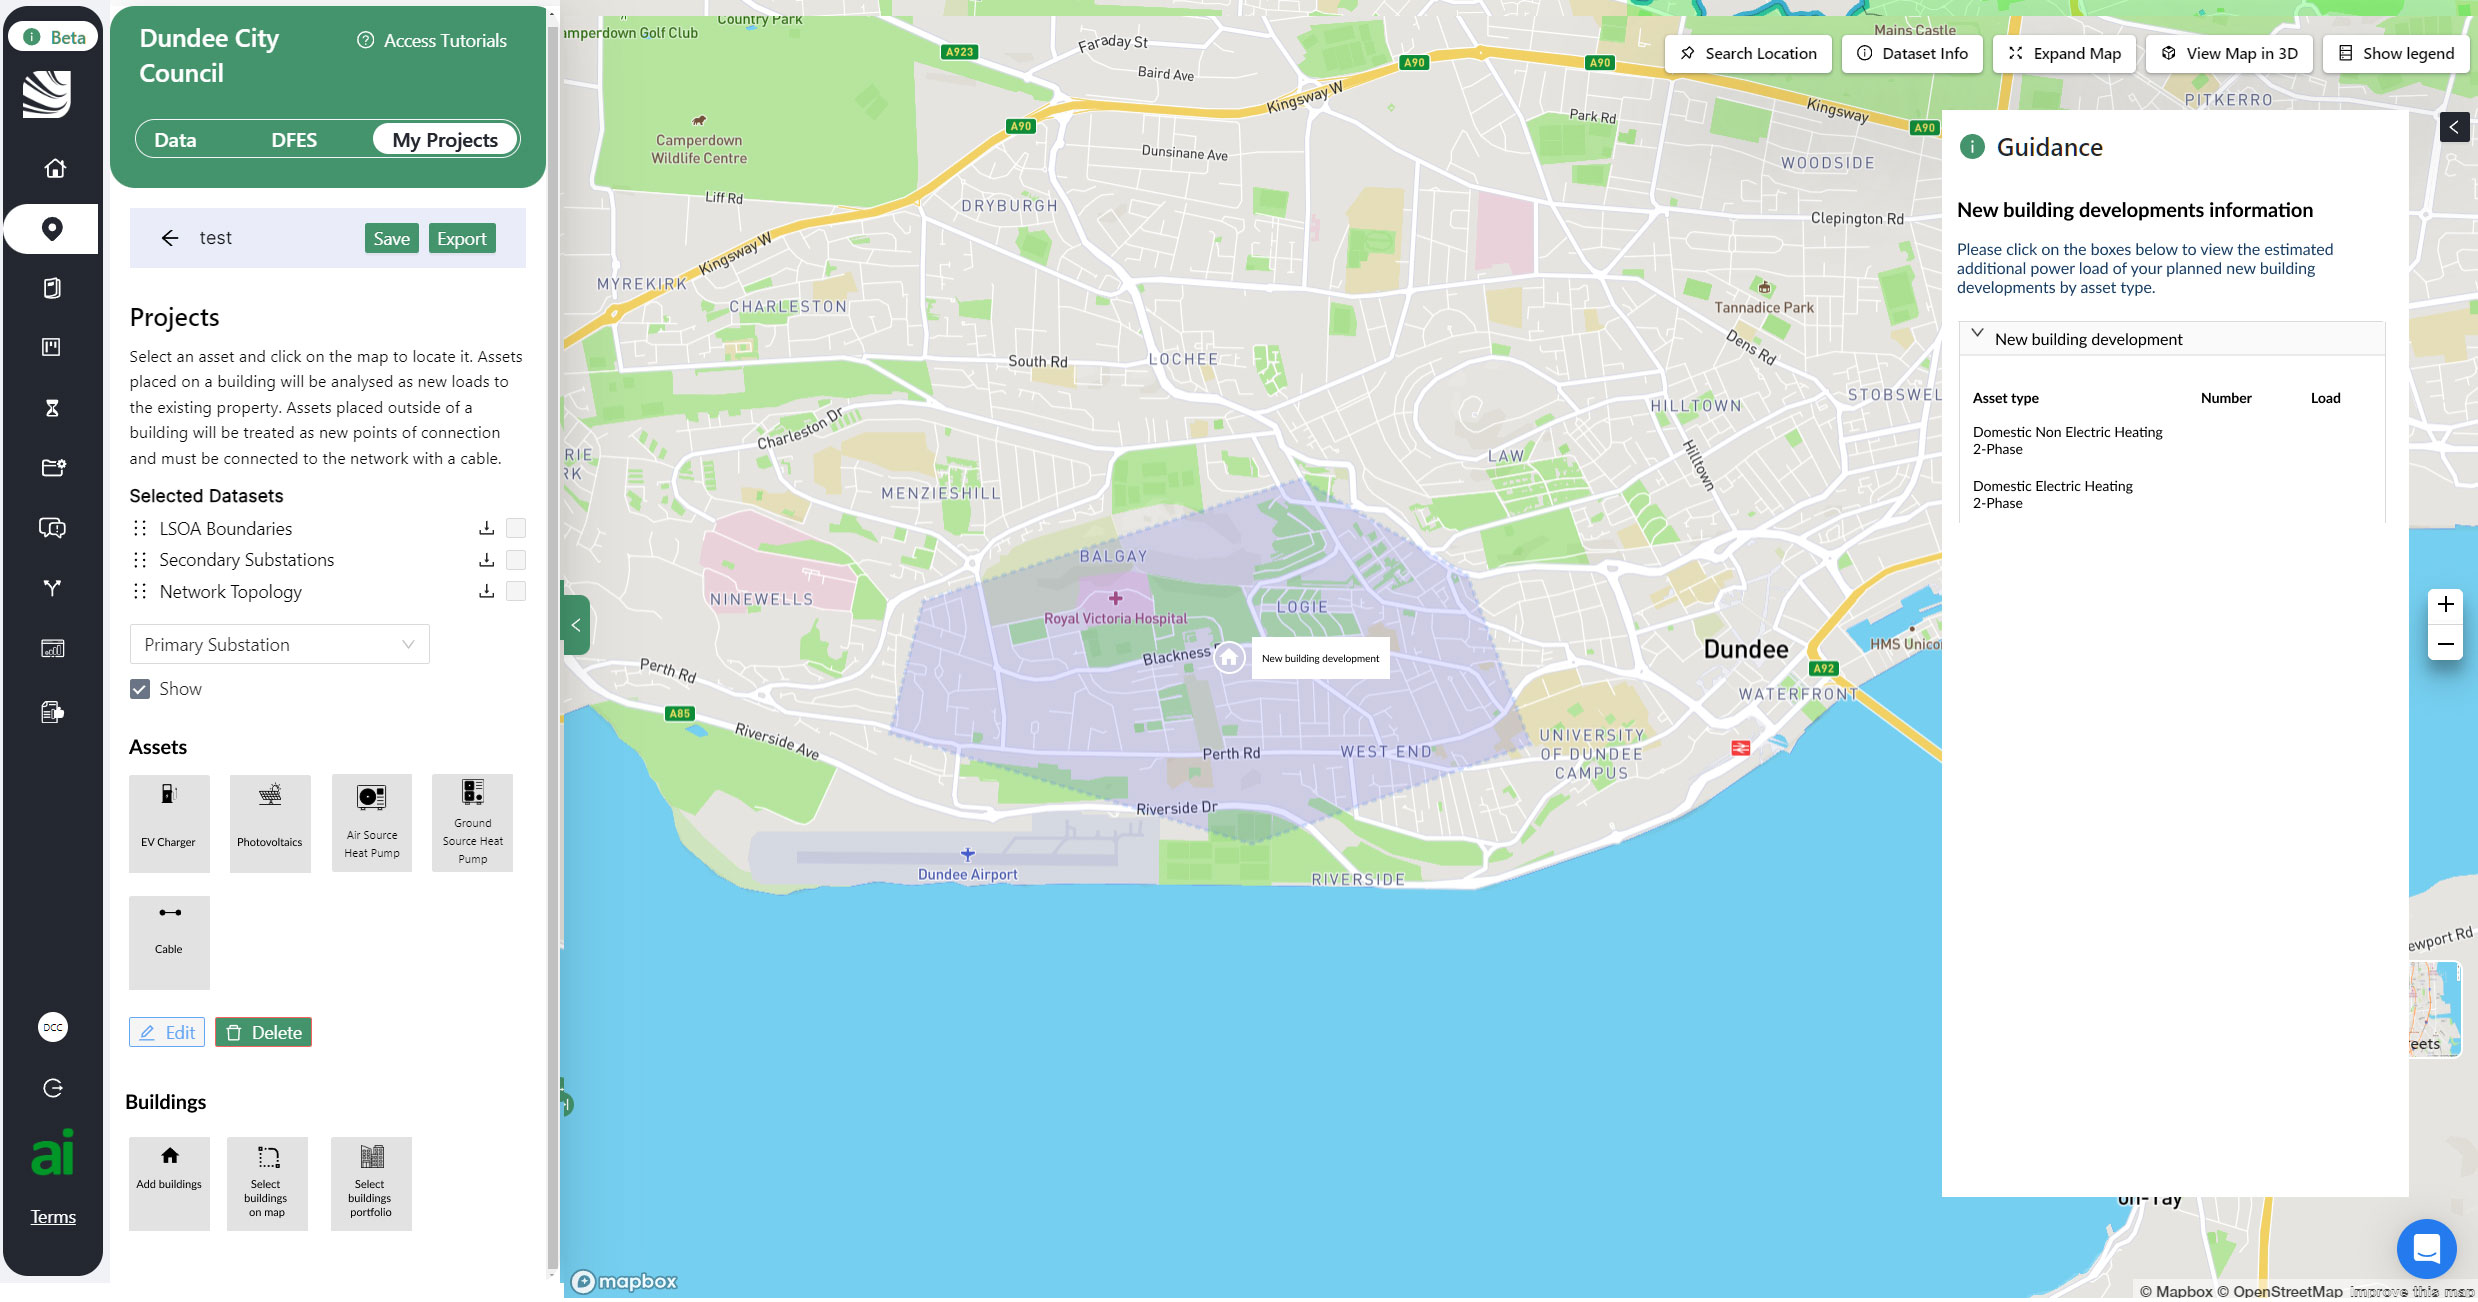 Beta
Dundee City
Council
Access Tutorials
Data
DFES
My Projects
test
Save
Export
Projects
Select an asset and click on the map to locate it. Assets
placed on a building will be analysed as new loads to
the existing property. Assets placed outside of a
building will be treated as new points of connection
and must be connected to the network with a cable.
Selected Datasets
LSOA Boundaries
Secondary Substations
Network Topology
Primary Substation
Show
Assets
EV Charger
Photovoltaics
Air Source
Heat Pump
Ground
Source Heat
Pump
Cable
Edit
Delete
Buildings
Add buildings
Select
buildings
on map
Select
buildings
portfolio
DCC
ai
Terms
Country Park
amperdown Golf Club
A923
Faraday St
Baird Ave
A90
A90
Kingsway W
Kingsway
A90
A90
Park Rd
Mains Castle
PITKERRO
Camperdown
Wildlife Centre
Dunsinane Ave
WOODSIDE
Liff Rd
DRYBURGH
Clepington Rd
Kingsway W
MYREKIRK
CHARLESTON
Tannadice Park
Dens Rd
South Rd
LOCHEE
STOBSWEL
HILLTOWN
Charleston Dr
Hilltown
LAW
RIE
RK
MENZIESHILL
BALGAY
NINEWELLS
Royal Victoria Hospital
LOGIE
Blackness
New building development
Dundee
HMS Unico
A92
WATERFRONT
Perth Rd
A85
Riverside Ave
Perth Rd
WEST END
UNIVERSITY
OF DUNDEE
CAMPUS
Riverside Dr
Dundee Airport
RIVERSIDE
Search Location
Dataset Info
Expand Map
View Map in 3D
Show legend
Guidance
New building developments information
Please click on the boxes below to view the estimated
additional power load of your planned new building
developments by asset type.
New building development
Asset type
Number
Load
Domestic Non Electric Heating
2-Phase
Domestic Electric Heating
2-Phase
ewport Rd
reets
on-Tay
mapbox
© Mapbox © OpenStreetMap Improve this map